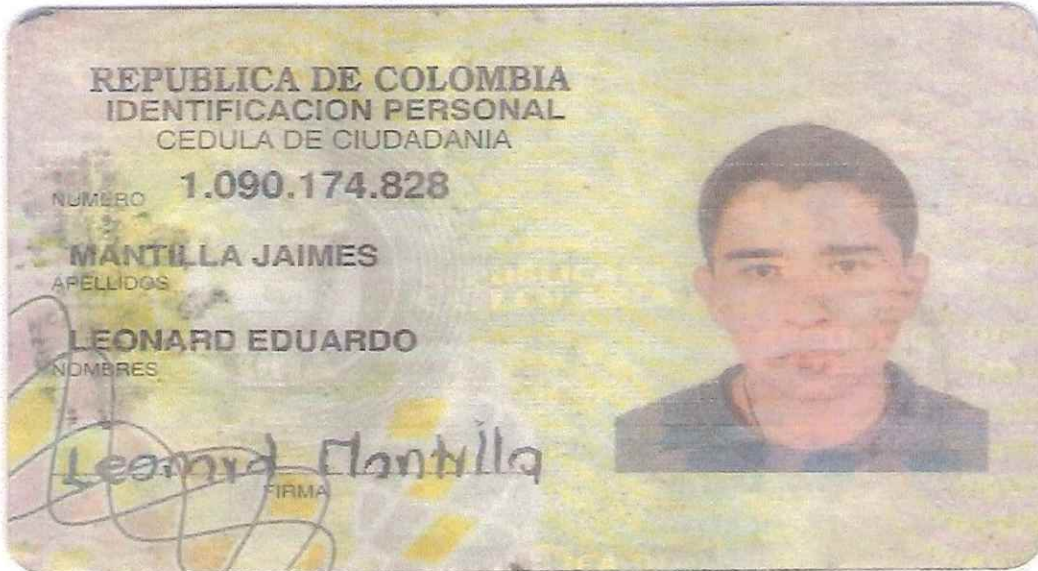 REPUBLICA DE COLOMBIA
IDENTIFICACION PERSONAL
CEDULA DE CIUDADANIA
NUMERO 1.090.174.828
MANTILLA JAIMES
APELLIDOS
LEONARD EDUARDO
NOMBRES
Leonard Mantilla
FIRMA